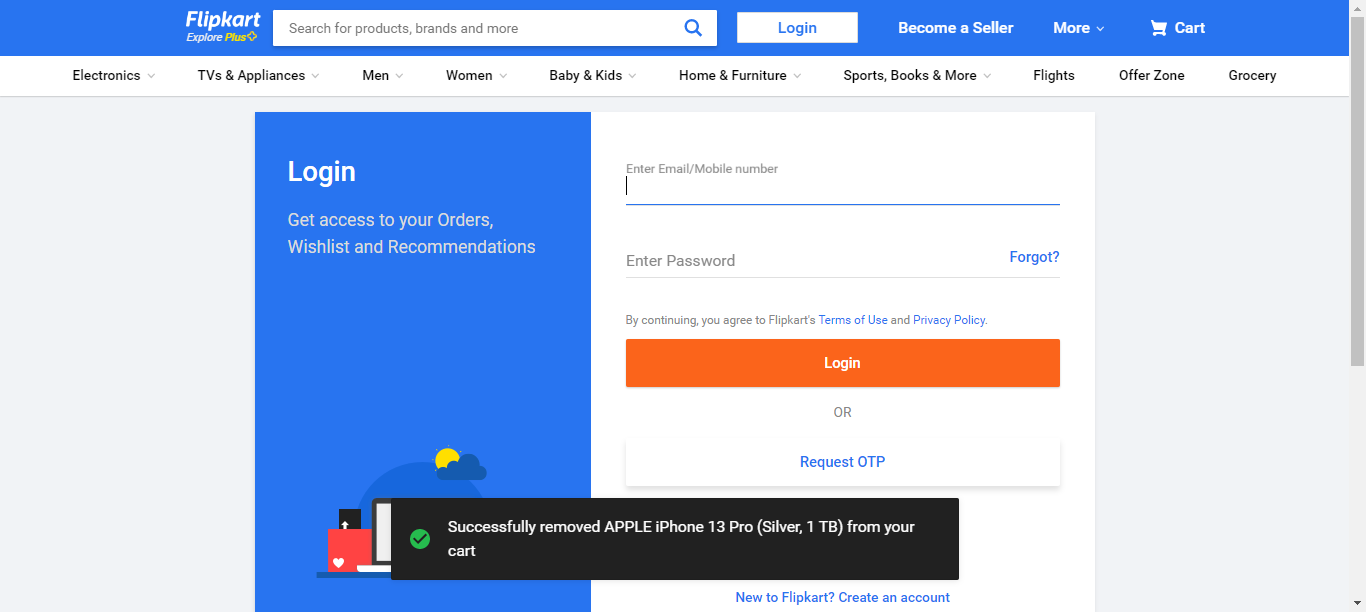 Flipkart
Explore Plus
Search for products, brands and more
Login
Become a Seller
More
Cart
Electronics
TVs & Appliances
Men
Women
Baby & Kids
Home & Furniture
Sports, Books & More
Flights
Offer Zone
Grocery
Login
Get access to your Orders,
Wishlist and Recommendations
Enter Email/Mobile number
Enter Password
Forgot?
By continuing, you agree to Flipkart's Terms of Use and Privacy Policy.
Login
OR
Request OTP
Successfully removed APPLE iPhone 13 Pro (Silver, 1 TB) from your
cart
New to Flipkart? Create an account